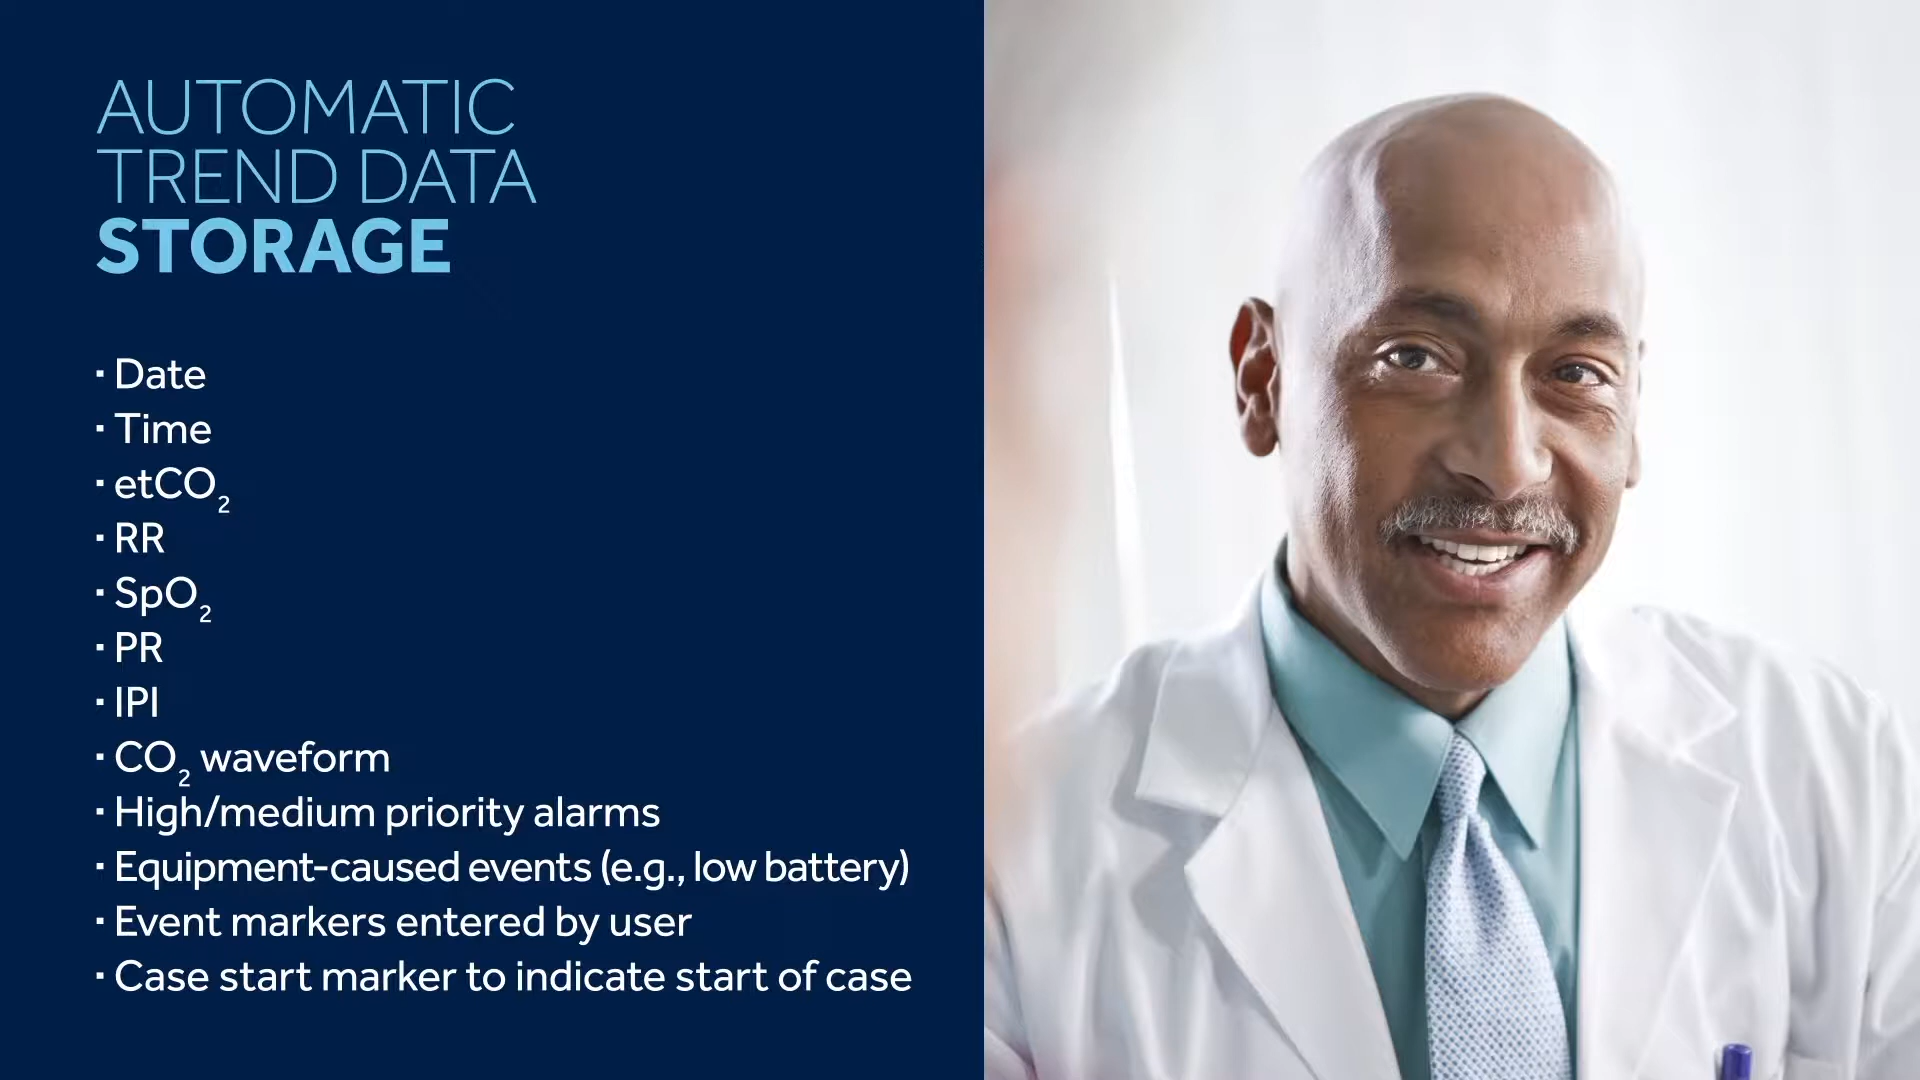 AUTOMATIC
TREND DATA
STORAGE
· Date
· Time
· etCO₂
· RR
· SpO₂
· PR
· IPI
· CO₂ waveform
· High/medium priority alarms
· Equipment-caused events (e.g., low battery)
· Event markers entered by user
· Case start marker to indicate start of case